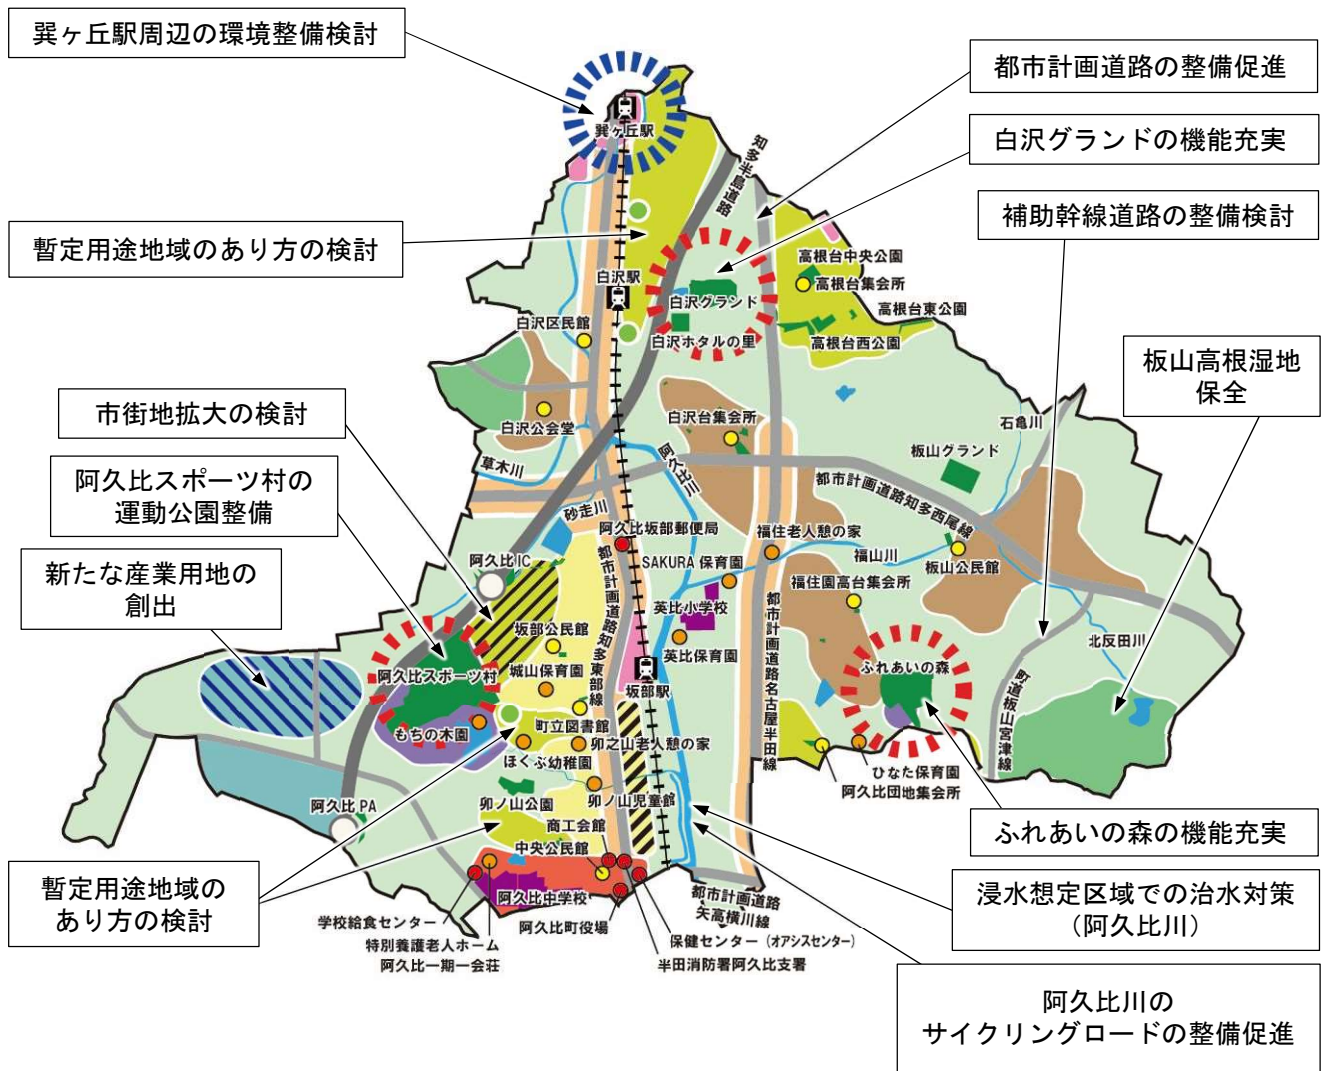 巽ヶ丘駅周辺の環境整備検討
都市計画道路の整備促進
白沢グランドの機能充実
補助幹線道路の整備検討
暫定用途地域のあり方の検討
板山高根湿地
保全
市街地拡大の検討
阿久比スポーツ村の
運動公園整備
新たな産業用地の
創出
暫定用途地域の
あり方の検討
ふれあいの森の機能充実
浸水想定区域での治水対策
（阿久比川）
阿久比川の
サイクリングロードの整備促進
巽ヶ丘駅
知多半島道路
白沢駅
白沢グランド
白沢ホタルの里
高根台中央公園
高根台集会所
高根台東公園
高根台西公園
白沢区民館
白沢公会堂
白沢台集会所
草木川
阿久比川
石亀川
板山グランド
都市計画道路知多西尾線
砂走川
阿久比坂部郵便局
福住老人憩の家
阿久比IC
SAKURA 保育園
福山川
板山公民館
都市計画道路知多東部線
英比小学校
都市計画道路名古屋半田線
福住園高台集会所
坂部公民館
英比保育園
北反田川
城山保育園
阿久比スポーツ村
坂部駅
ふれあいの森
町道板山宮津線
もちの木園
町立図書館
卯之山老人憩の家
ほくぶ幼稚園
ひなた保育園
阿久比団地集会所
阿久比PA
卯ノ山公園
卯ノ山児童館
商工会館
中央公民館
阿久比中学校
都市計画道路
矢高横川線
学校給食センター
阿久比町役場
特別養護老人ホーム
阿久比一期一会荘
保健センター（オアシスセンター）
半田消防署阿久比支署